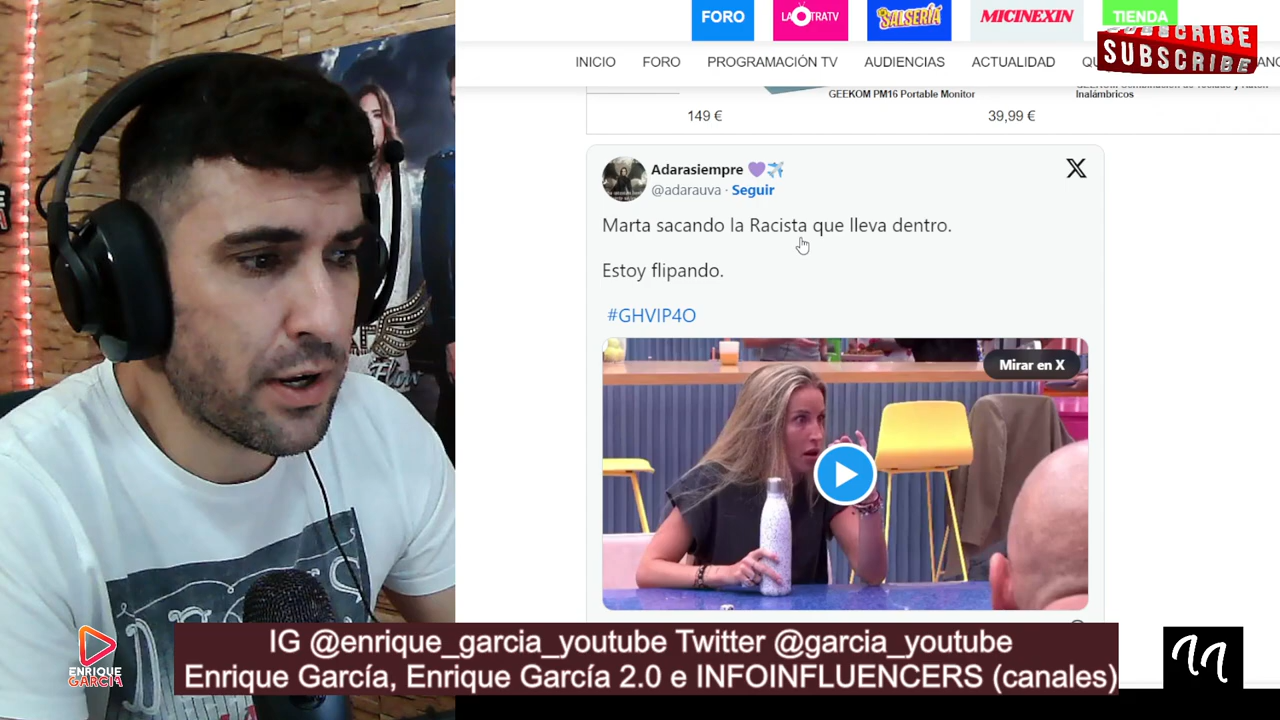 FORO
LA OTRATV
SALSERÍA
MICINEXIN
TIENDA
SUBSCRIBE
SUBSCRIBE
INICIO FORO PROGRAMACIÓN TV AUDIENCIAS ACTUALIDAD
GEEKOM PM16 Portable Monitor
Inalámbricos
149 €
39,99 €
Adarasiempre 💜✈️
@adarauva · Seguir
Marta sacando la Racista que lleva dentro.
Estoy flipando.
#GHVIP4O
Mirar en X
IG @enrique_garcia_youtube Twitter @garcia_youtube
Enrique García, Enrique García 2.0 e INFOINFLUENCERS (canales)
ENRIQUE
GARCÍA